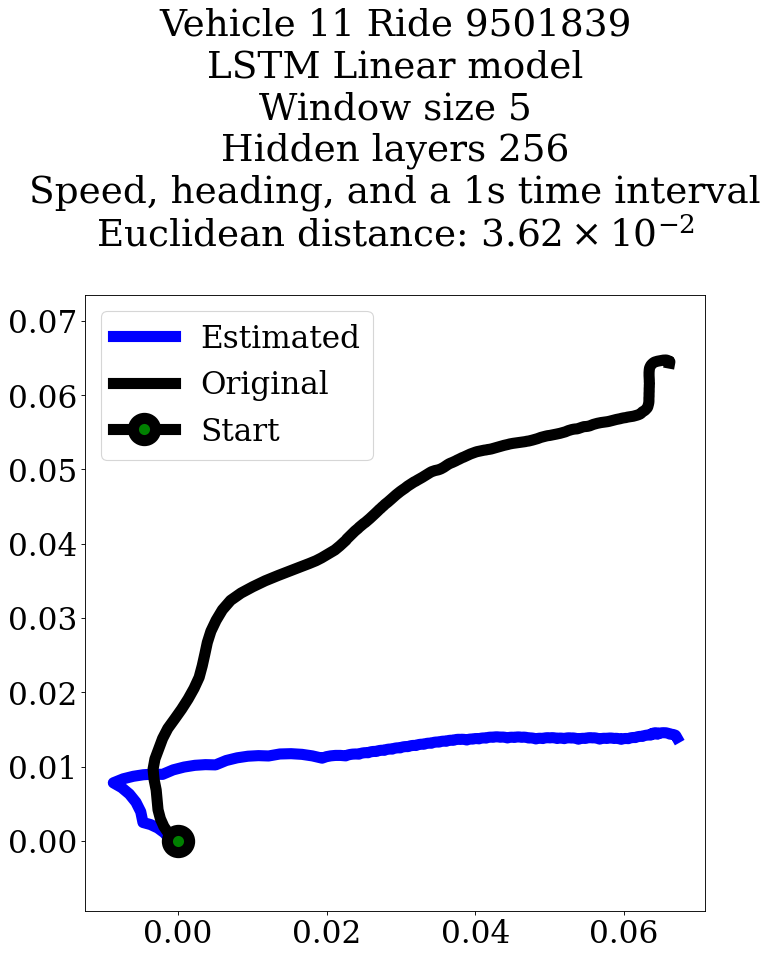 Vehicle 11 Ride 9501839
LSTM Linear model
Window size 5
Hidden layers 256
Speed, heading, and a 1s time interval
Euclidean distance: 3.62 × 10⁻²
Estimated
Original
Start
0.07
0.06
0.05
0.04
0.03
0.02
0.01
0.00
0.00 0.02 0.04 0.06